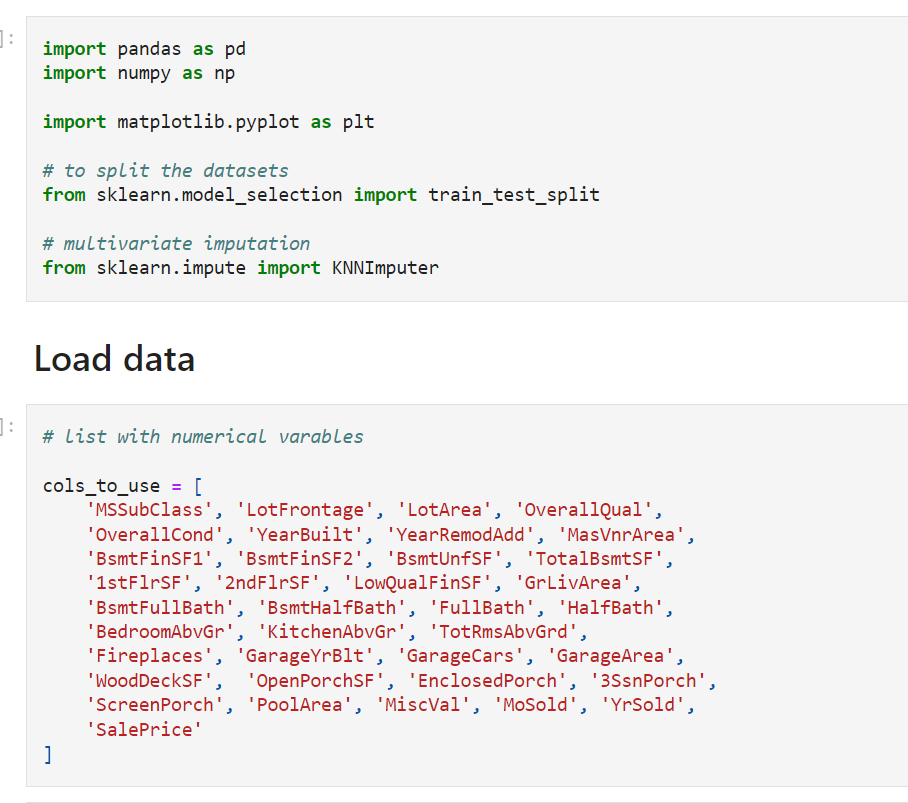 ]:
import pandas as pd
import numpy as np
import matplotlib.pyplot as plt
# to split the datasets
from sklearn.model_selection import train_test_split
# multivariate imputation
from sklearn.impute import KNNImputer
Load data
]:
# list with numerical varables
cols_to_use = [
'MSSubClass', 'LotFrontage', 'LotArea', 'OverallQual',
'OverallCond', 'YearBuilt', 'YearRemodAdd', 'MasVnrArea',
'BsmtFinSF1', 'BsmtFinSF2', 'BsmtUnfSF', 'TotalBsmtSF',
'1stFlrSF', '2ndFlrSF', 'LowQualFinSF', 'GrLivArea',
'BsmtFullBath', 'BsmtHalfBath', 'FullBath', 'HalfBath',
'BedroomAbvGr', 'KitchenAbvGr', 'TotRmsAbvGrd',
'Fireplaces', 'GarageYrBlt', 'GarageCars', 'GarageArea',
'WoodDeckSF',  'OpenPorchSF', 'EnclosedPorch', '3SsnPorch',
'ScreenPorch', 'PoolArea', 'MiscVal', 'MoSold', 'YrSold',
'SalePrice'
]